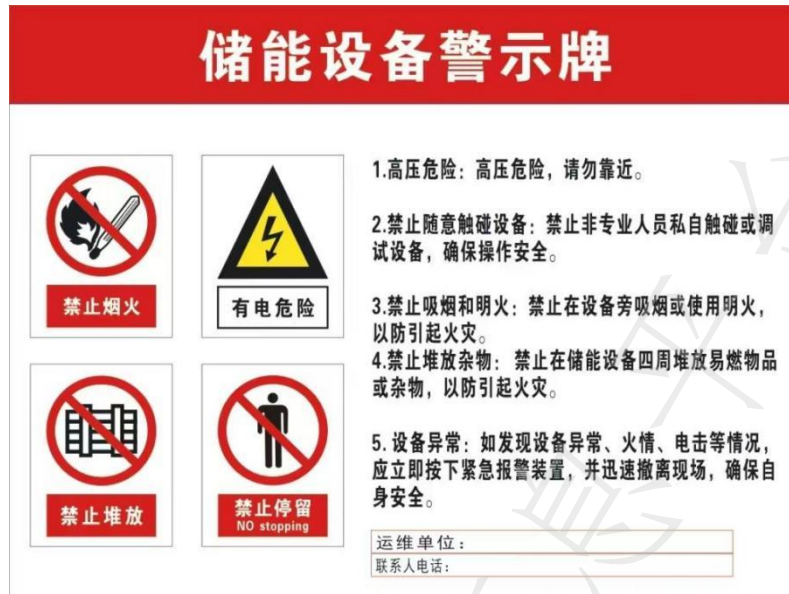 储能设备警示牌
禁止烟火
有电危险
禁止堆放
禁止停留
NO stopping
1.高压危险：高压危险，请勿靠近。
2.禁止随意触碰设备：禁止非专业人员私自触碰或调
试设备，确保操作安全。
3.禁止吸烟和明火：禁止在设备旁吸烟或使用明火，
以防引起火灾。
4.禁止堆放杂物：禁止在储能设备四周堆放易燃物品
或杂物，以防引起火灾。
5.设备异常：如发现设备异常、火情、电击等情况，
应立即按下紧急报警装置，并迅速撤离现场，确保自
身安全。
运维单位：
联系人电话：